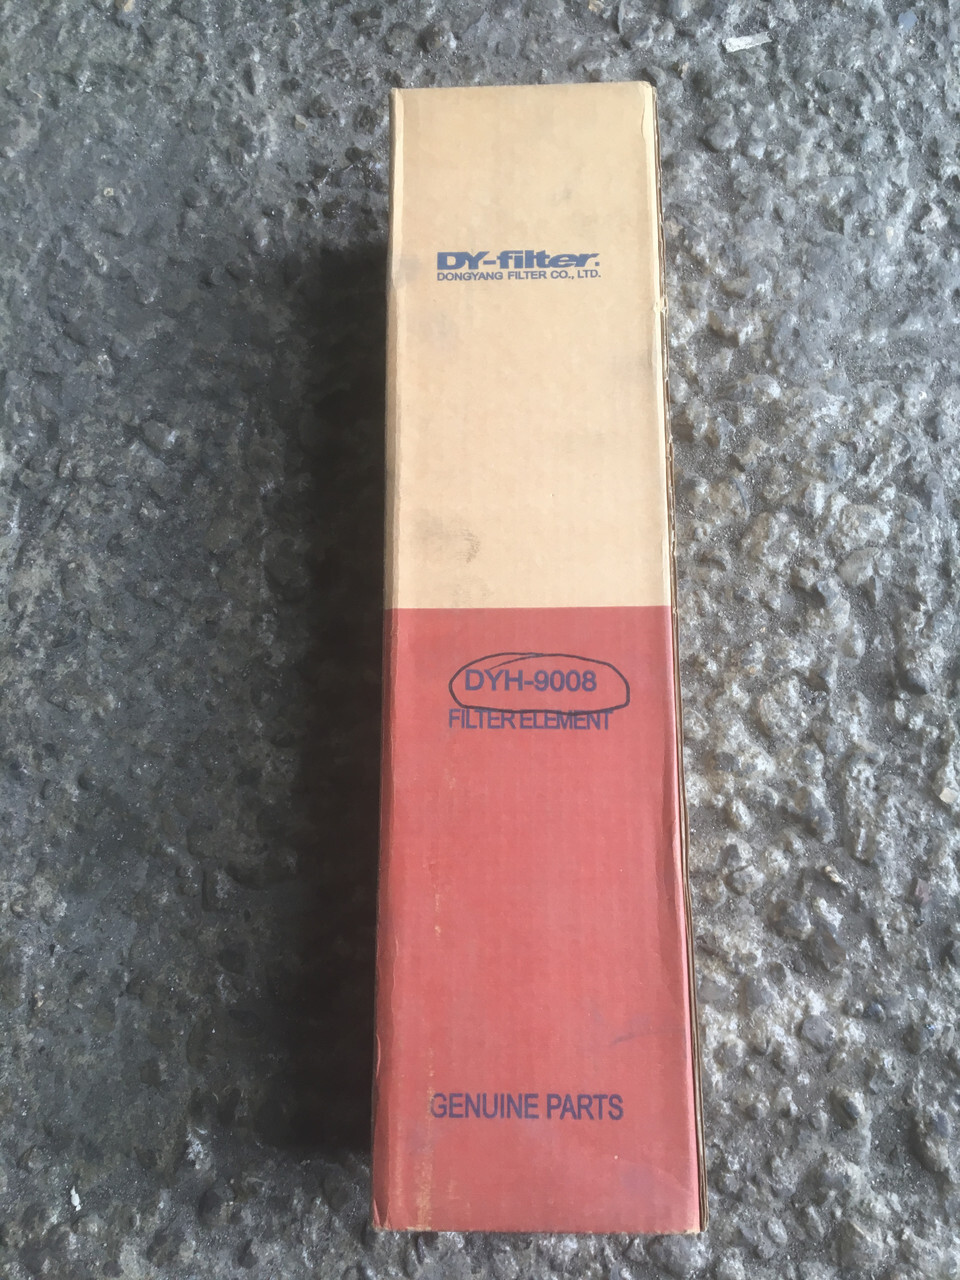 DY-filter.
DONGYANG FILTER CO., LTD.
DYH-9008
FILTER ELEMENT
GENUINE PARTS